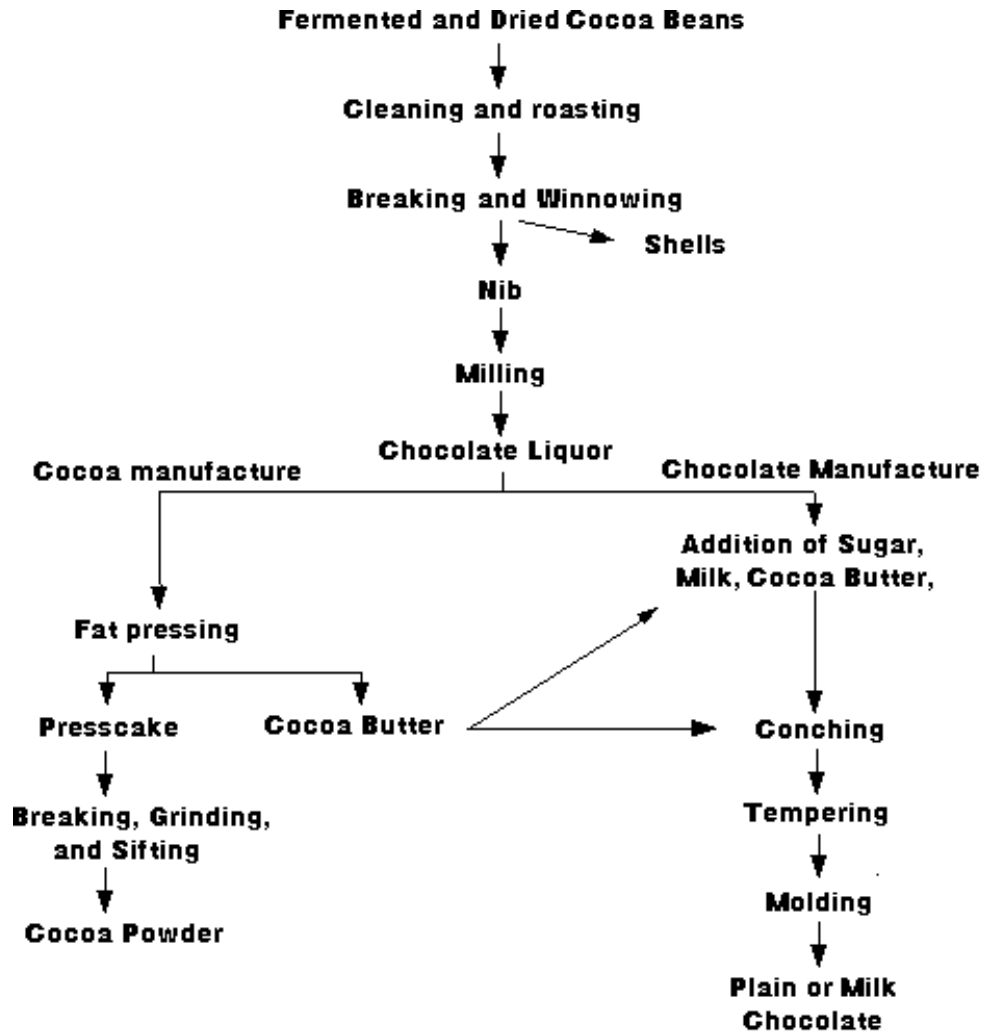 Fermented and Dried Cocoa Beans
Cleaning and roasting
Breaking and Winnowing
Shells
Nib
Milling
Chocolate Liquor
Cocoa manufacture
Chocolate Manufacture
Addition of Sugar,
Milk, Cocoa Butter,
Fat pressing
Presscake
Cocoa Butter
Conching
Breaking, Grinding,
and Sifting
Tempering
Molding
Cocoa Powder
Plain or Milk
Chocolate